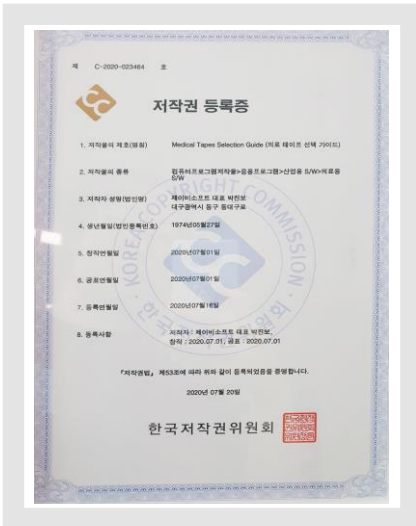 제 C-2020-023464 호
저작권 등록증
1. 저작물의 제호(명칭) Medical Tapes Selection Guide (의료 테이프 선택 가이드)
2. 저작물의 종류 컴퓨터프로그램저작물>응용프로그램>산업용 S/W>의료용
S/W
3. 저작자 성명(법인명) 제이비소프트 대표 박진보
대구광역시 동구 동대구로
4. 생년월일(법인등록번호) 1974년05월27일
5. 창작연월일 2020년07월01일
6. 공표연월일 2020년07월01일
7. 등록연월일 2020년07월16일
8. 등록사항 저작자 : 제이비소프트 대표 박진보,
창작 : 2020.07.01, 공표 : 2020.07.01
『저작권법』 제53조에 따라 위와 같이 등록되었음을 증명합니다.
2020년 07월 20일
한국저작권위원회